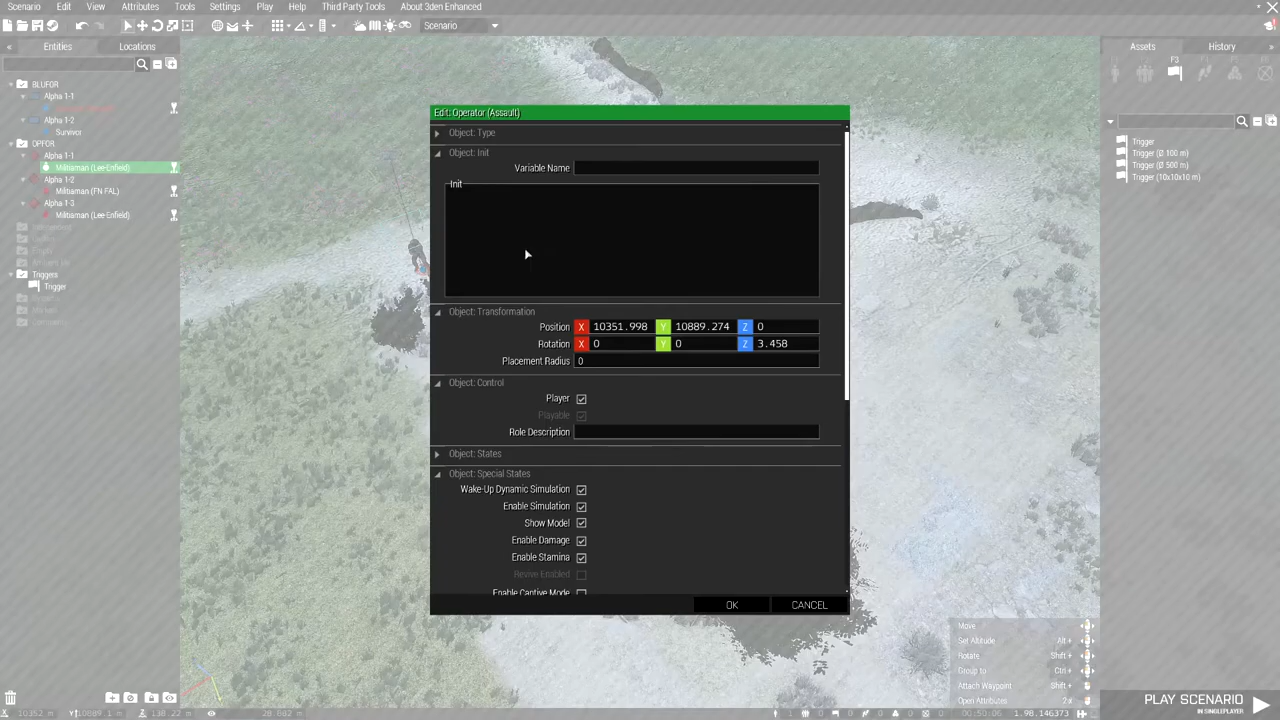 Scenario Edit View Attributes Tools Settings Play Help Third Party Tools About 3den Enhanced
Scenario
Entities Locations
BLUFOR
Alpha 1-1
Alpha 1-2
Survivor
OPFOR
Alpha 1-1
Militiaman (Lee-Enfield)
Alpha 1-2
Militiaman (FN FAL)
Alpha 1-3
Militiaman (Lee-Enfield)
Triggers
Trigger
Edit: Operator (Assault)
Object: Type
Object: Init
Variable Name
Init
Object: Transformation
Position X 10351.998 Y 10889.274 Z 0
Rotation X 0 Y 0 Z 3.458
Placement Radius 0
Object: Control
Player
Playable
Role Description
Object: States
Object: Special States
Wake-Up Dynamic Simulation
Enable Simulation
Show Model
Enable Damage
Enable Stamina
Revive Enabled
Enable Captive Mode
OK CANCEL
Assets History
F3
Trigger
Trigger (Ø 100 m)
Trigger (Ø 500 m)
Trigger (10x10x10 m)
Move
Set Altitude Alt +
Rotate Shift +
Group to Ctrl +
Attach Waypoint Shift +
Open Attributes 2x
PLAY SCENARIO
IN SINGLEPLAYER